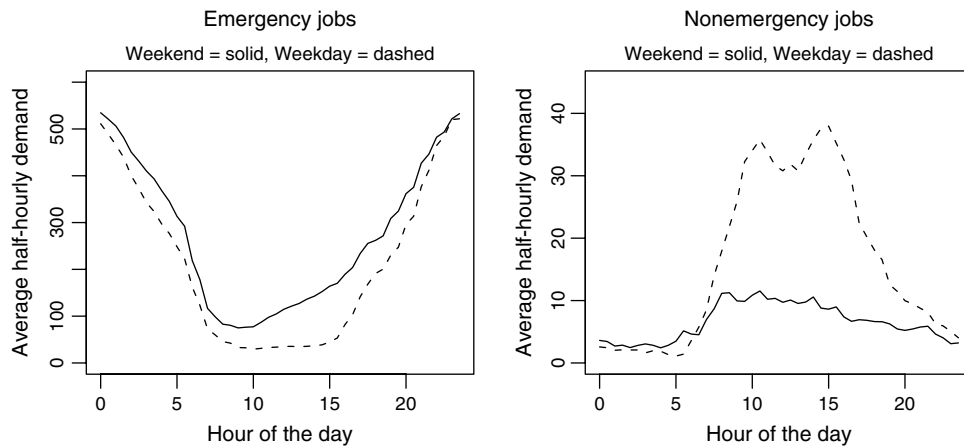 Emergency jobs
Weekend = solid, Weekday = dashed
Average half-hourly demand
500
300
100
0
0 5 10 15 20
Hour of the day
Nonemergency jobs
Weekend = solid, Weekday = dashed
Average half-hourly demand
40
30
20
10
0
0 5 10 15 20
Hour of the day